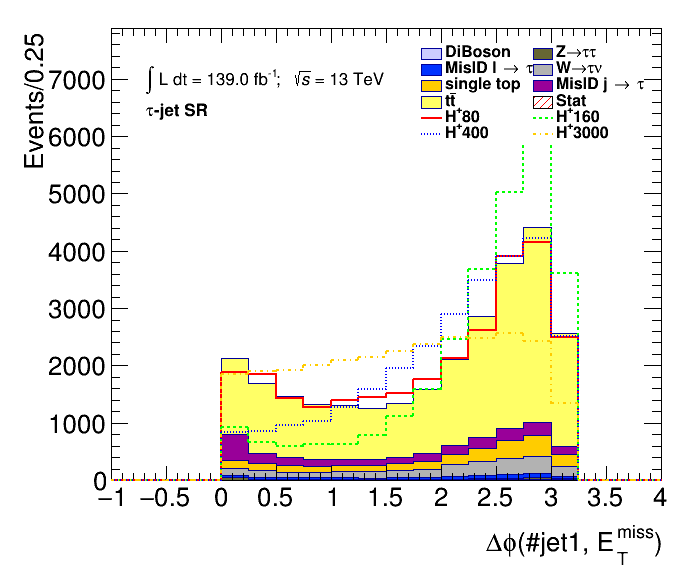 Events/0.25
∫ L dt = 139.0 fb⁻¹; √s = 13 TeV
τ-jet SR
DiBoson Z→ττ
MisID l → τ W→τν
single top MisID j → τ
tt̄ Stat
H⁺80 H⁺160
H⁺400 H⁺3000
7000
6000
5000
4000
3000
2000
1000
0
−1 −0.5 0 0.5 1 1.5 2 2.5 3 3.5 4
Δϕ(#jet1, E_T^miss)